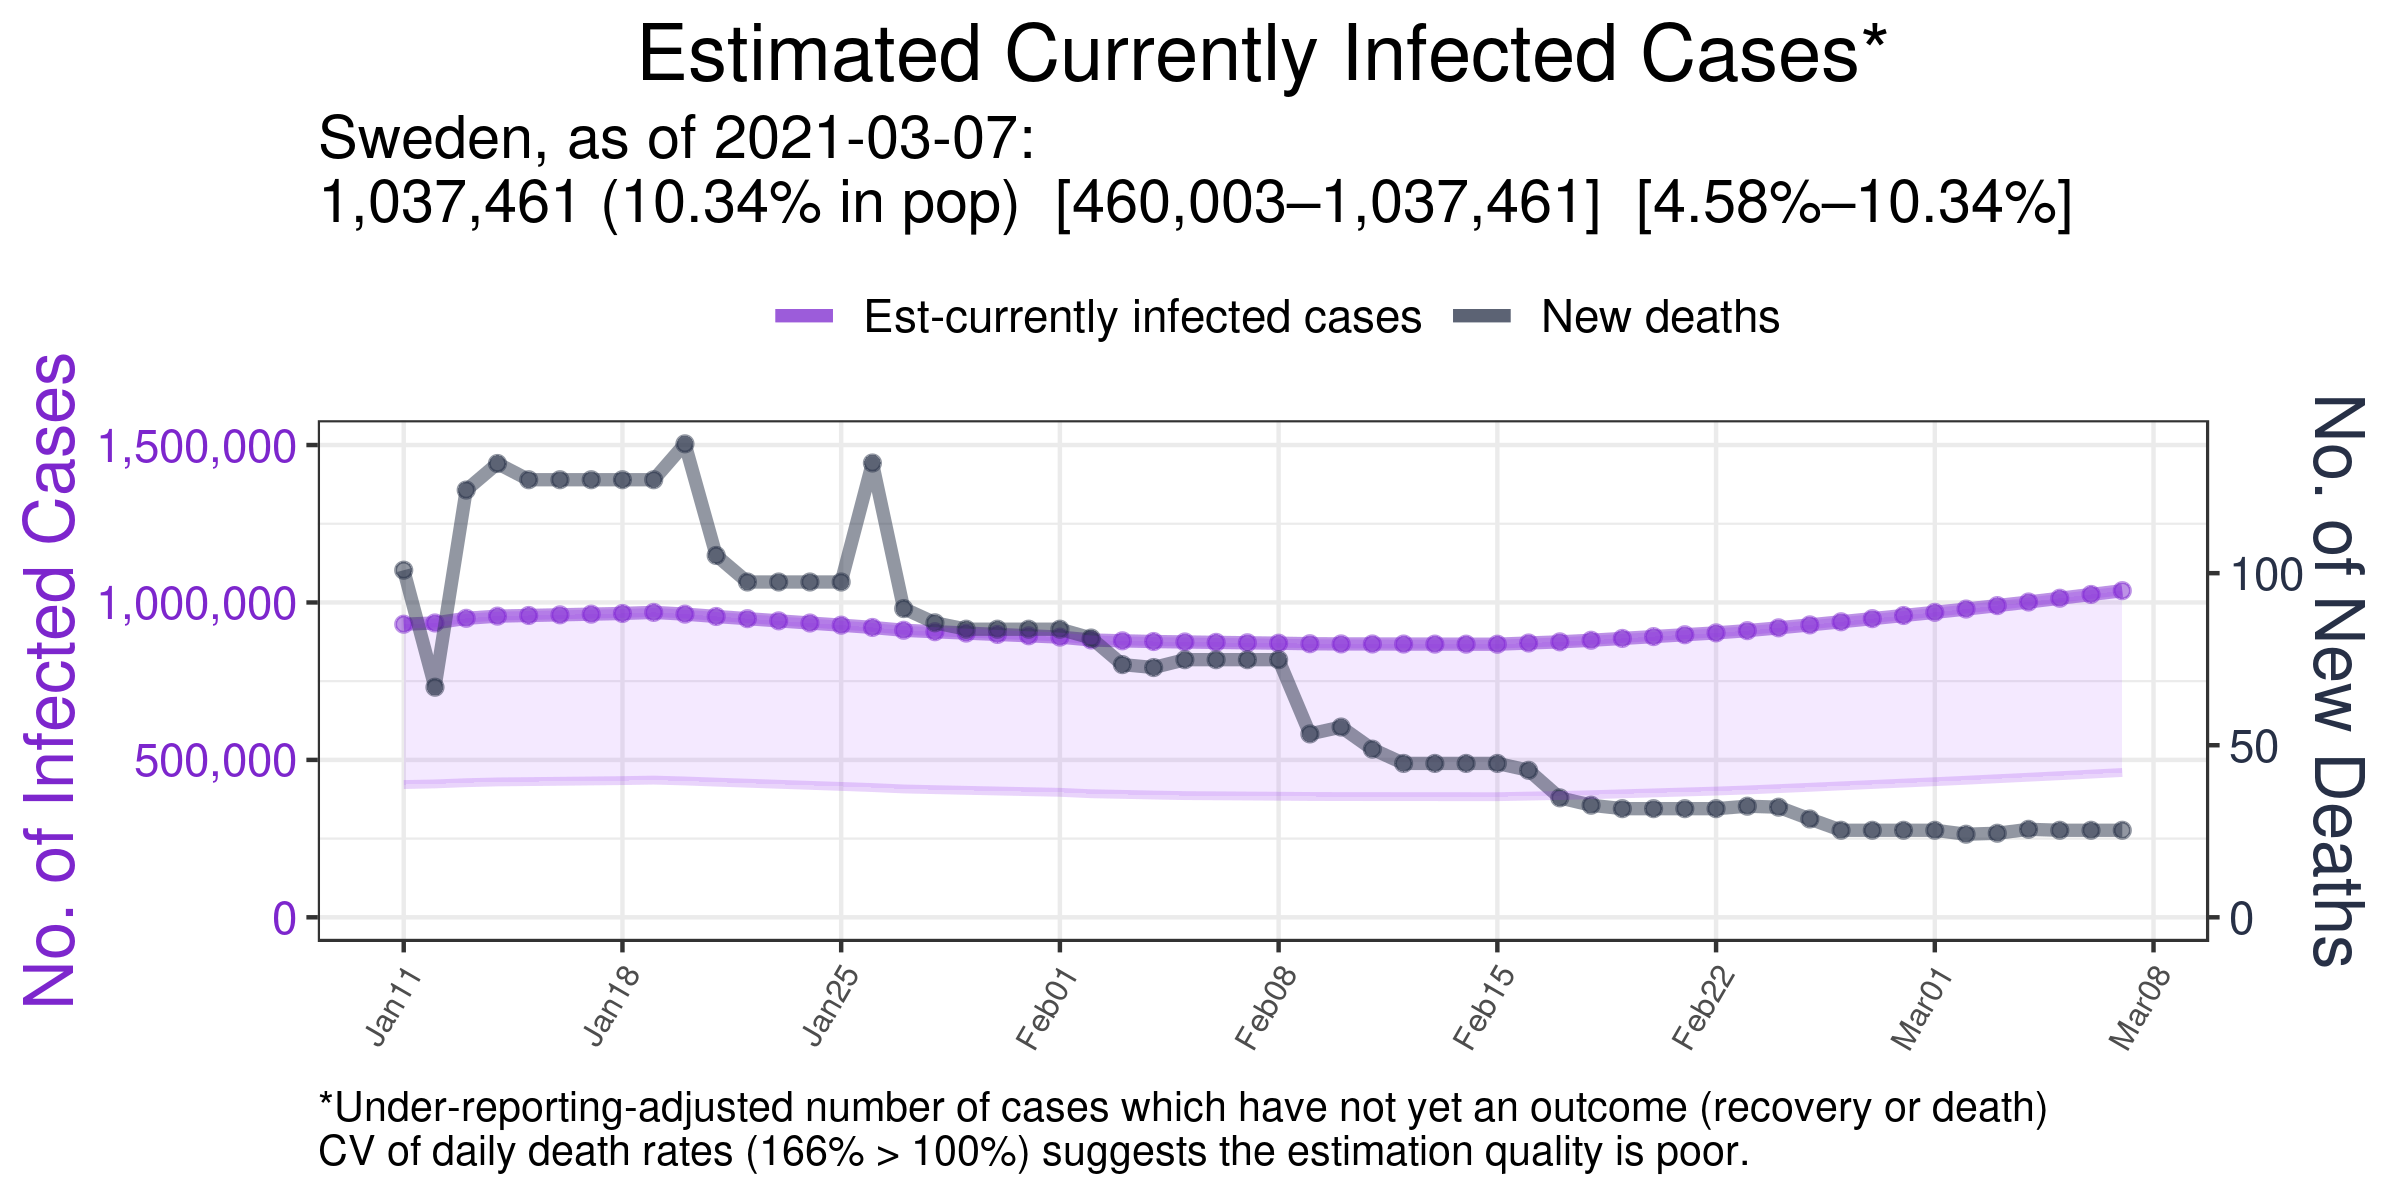 Estimated Currently Infected Cases*
Sweden, as of 2021-03-07:
1,037,461 (10.34% in pop) [460,003–1,037,461] [4.58%–10.34%]
Est-currently infected cases
New deaths
No. of Infected Cases
1,500,000
1,000,000
500,000
0
No. of New Deaths
100
50
0
Jan11
Jan18
Jan25
Feb01
Feb08
Feb15
Feb22
Mar01
Mar08
*Under-reporting-adjusted number of cases which have not yet an outcome (recovery or death)
CV of daily death rates (166% > 100%) suggests the estimation quality is poor.